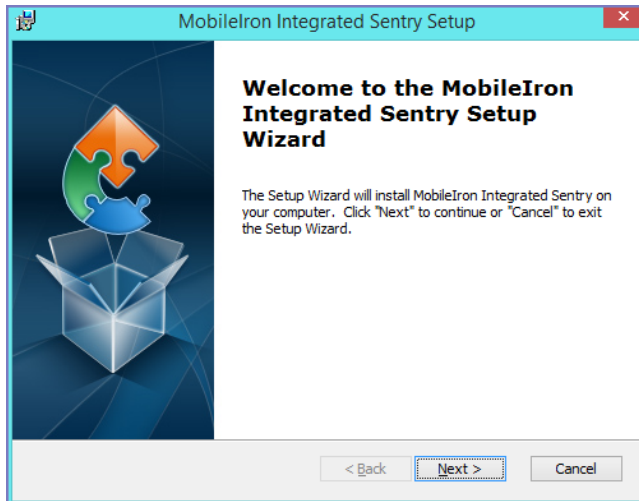 MobileIron Integrated Sentry Setup
Welcome to the MobileIron
Integrated Sentry Setup
Wizard
The Setup Wizard will install MobileIron Integrated Sentry on
your computer. Click "Next" to continue or "Cancel" to exit
the Setup Wizard.
< Back Next > Cancel